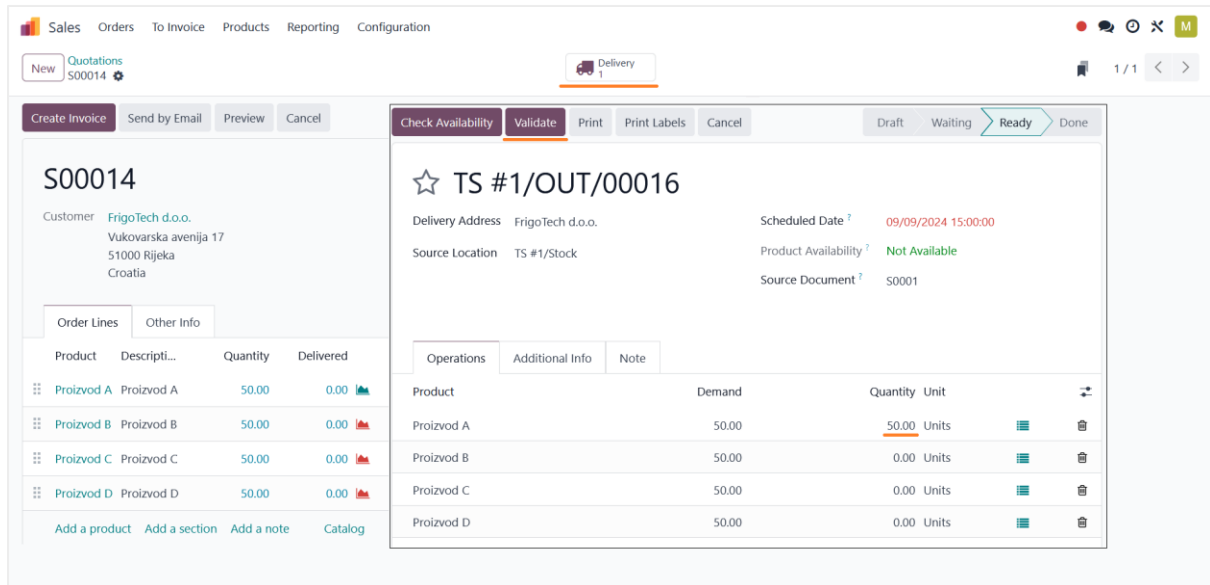 Sales Orders To Invoice Products Reporting Configuration M
New Quotations
S00014
Delivery
1
1 / 1
Create Invoice Send by Email Preview Cancel
S00014
Customer FrigoTech d.o.o.
Vukovarska avenija 17
51000 Rijeka
Croatia
Order Lines Other Info
Product Descripti... Quantity Delivered
Proizvod A Proizvod A 50.00 0.00
Proizvod B Proizvod B 50.00 0.00
Proizvod C Proizvod C 50.00 0.00
Proizvod D Proizvod D 50.00 0.00
Add a product Add a section Add a note Catalog
Check Availability Validate Print Print Labels Cancel Draft Waiting Ready Done
TS #1/OUT/00016
Delivery Address FrigoTech d.o.o. Scheduled Date ? 09/09/2024 15:00:00
Source Location TS #1/Stock Product Availability ? Not Available
Source Document ? S0001
Operations Additional Info Note
Product Demand Quantity Unit
Proizvod A 50.00 50.00 Units
Proizvod B 50.00 0.00 Units
Proizvod C 50.00 0.00 Units
Proizvod D 50.00 0.00 Units